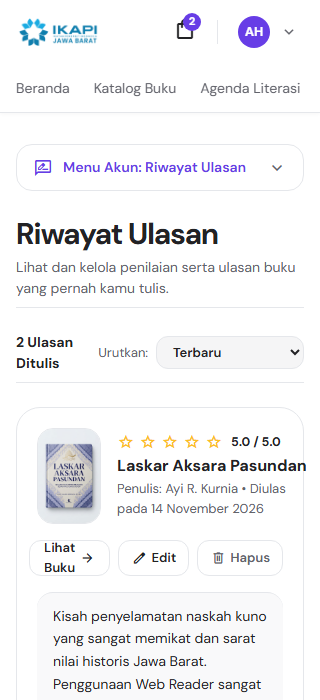 IKAPI
JAWA BARAT
2
AH
Beranda
Katalog Buku
Agenda Literasi
Menu Akun: Riwayat Ulasan
Riwayat Ulasan
Lihat dan kelola penilaian serta ulasan buku
yang pernah kamu tulis.
2 Ulasan
Ditulis
Urutkan:
Terbaru
LASKAR
AKSARA
PASUNDAN
5.0 / 5.0
Laskar Aksara Pasundan
Penulis: Ayi R. Kurnia • Diulas
pada 14 November 2026
Lihat
Buku
Edit
Hapus
Kisah penyelamatan naskah kuno
yang sangat memikat dan sarat
nilai historis Jawa Barat.
Penggunaan Web Reader sangat